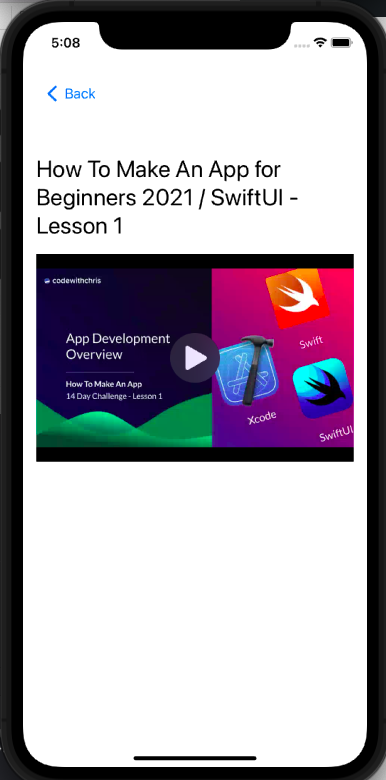 5:08
Back
How To Make An App for
Beginners 2021 / SwiftUI -
Lesson 1
codewithchris
App Development
Overview
How To Make An App
14 Day Challenge - Lesson 1
Swift
Xcode
SwiftUI